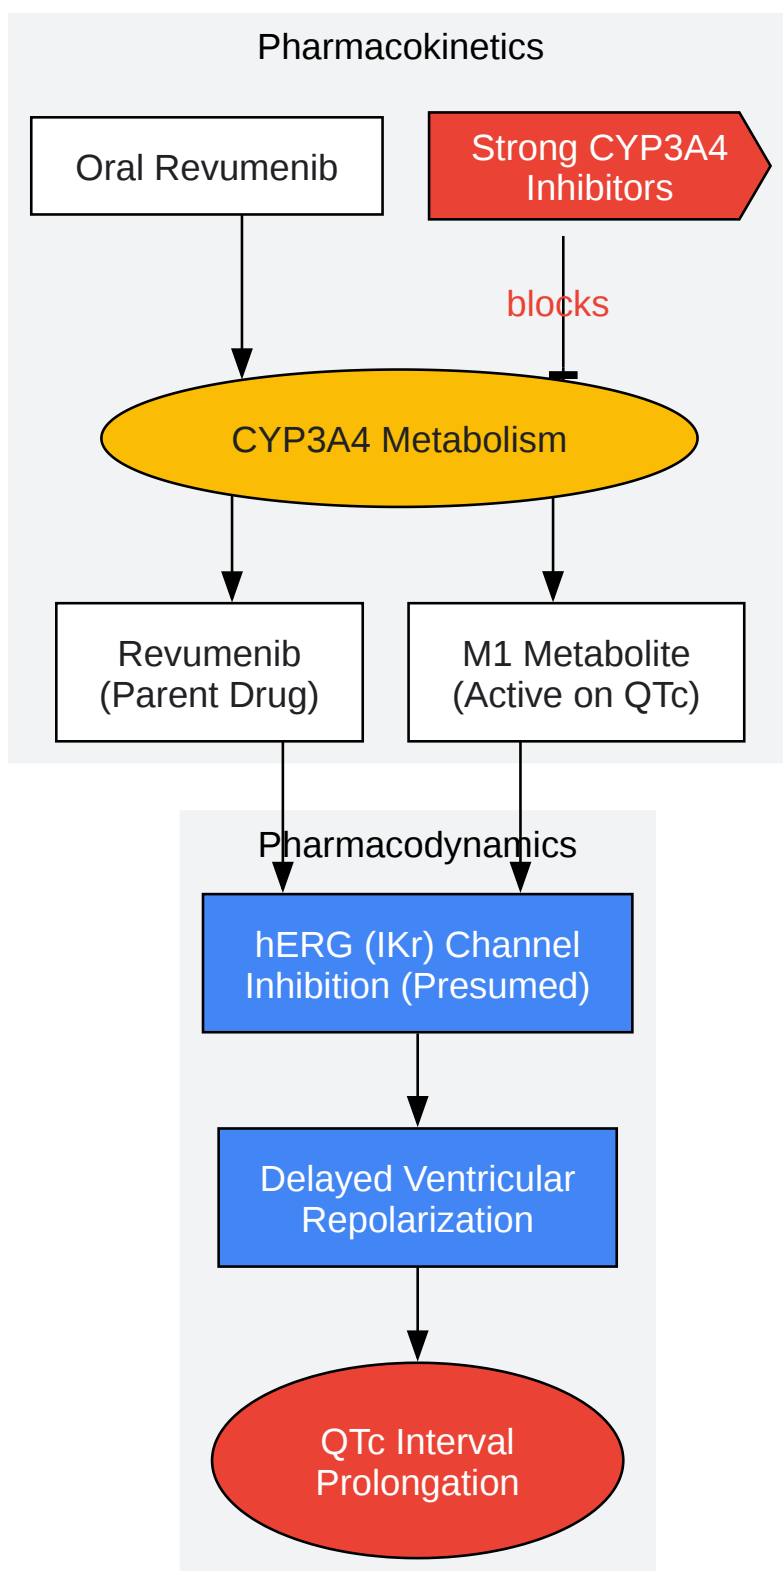 Pharmacokinetics
Oral Revumenib
Strong CYP3A4
Inhibitors
blocks
CYP3A4 Metabolism
Revumenib
(Parent Drug)
M1 Metabolite
(Active on QTc)
Pharmacodynamics
hERG (IKr) Channel
Inhibition (Presumed)
Delayed Ventricular
Repolarization
QTc Interval
Prolongation